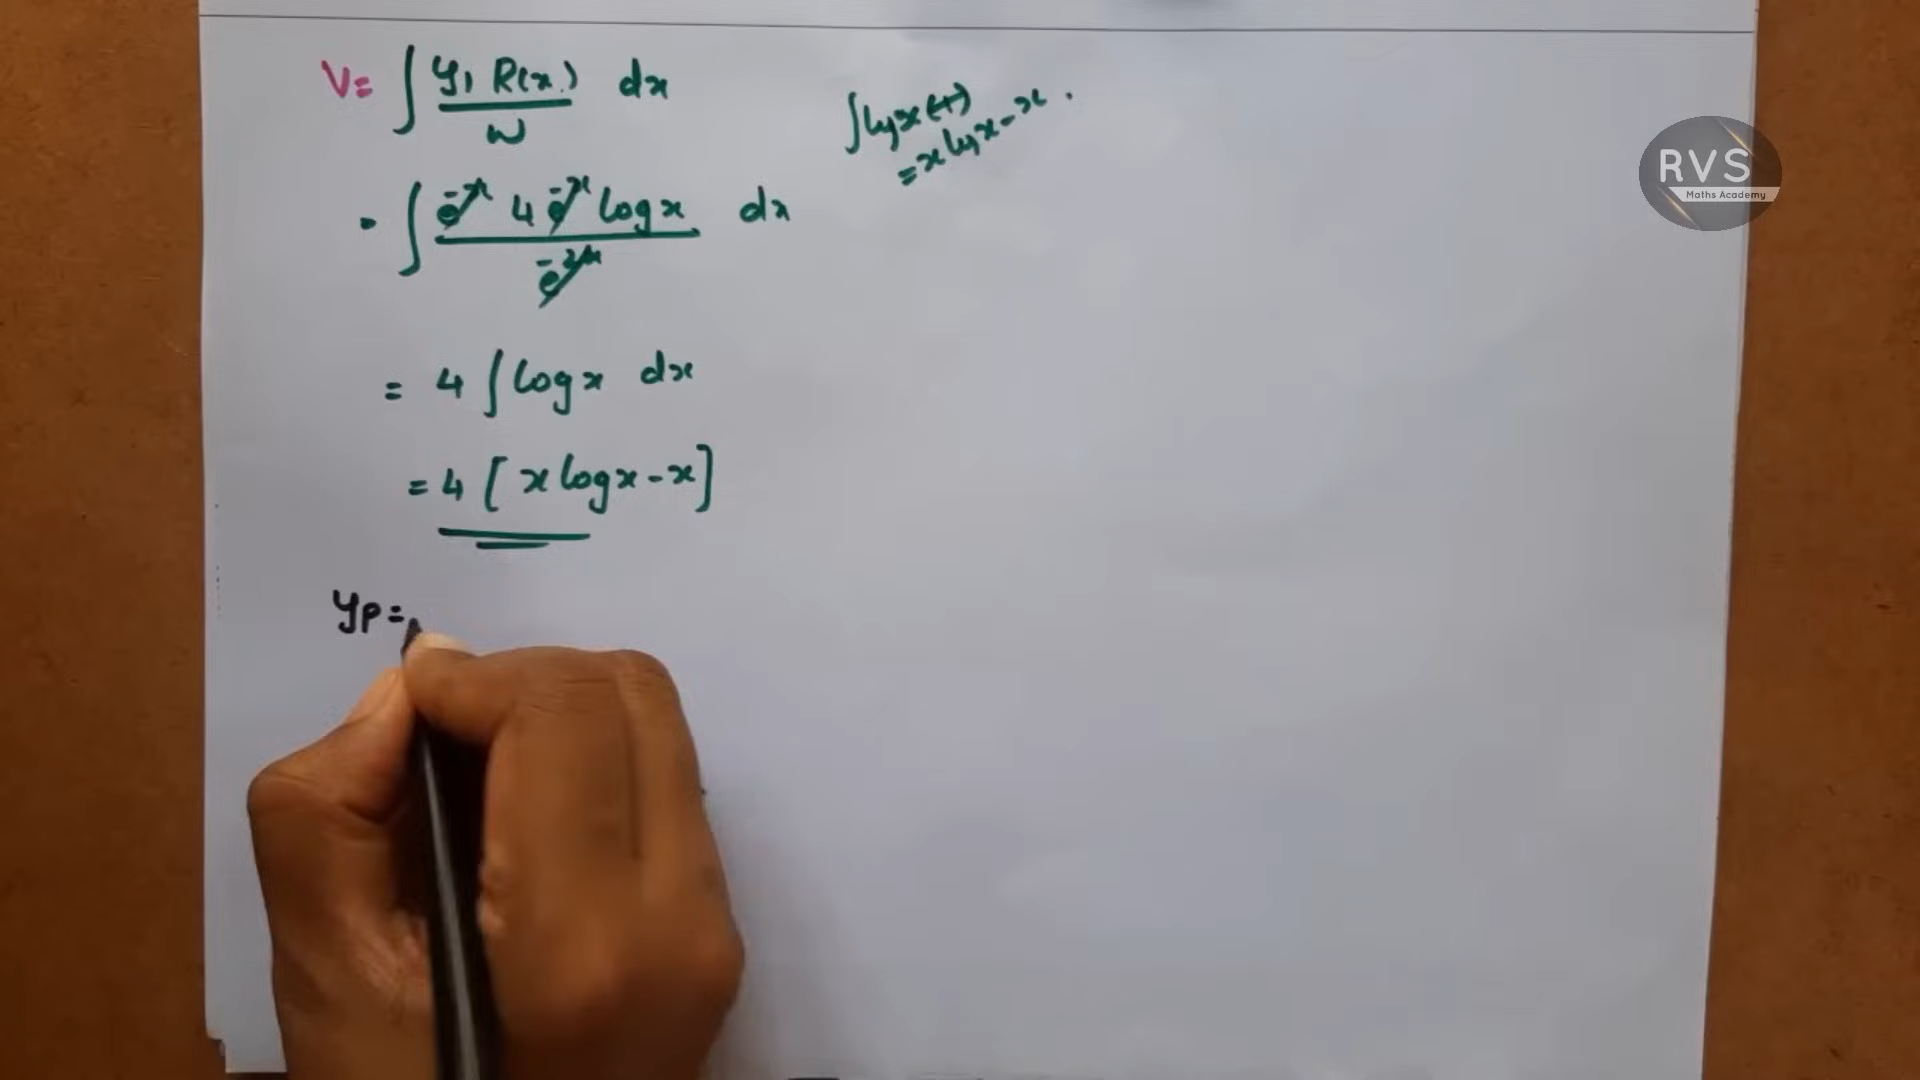 V= ∫ y₁ R(x) / w dx
= ∫ e⁻ˣ 4 e⁻ˣ log x / e⁻²ˣ dx
= 4 ∫ log x dx
= 4 [ x log x - x ]
yp =
∫ log x (1)
= x log x - x .
RVS
Maths Academy